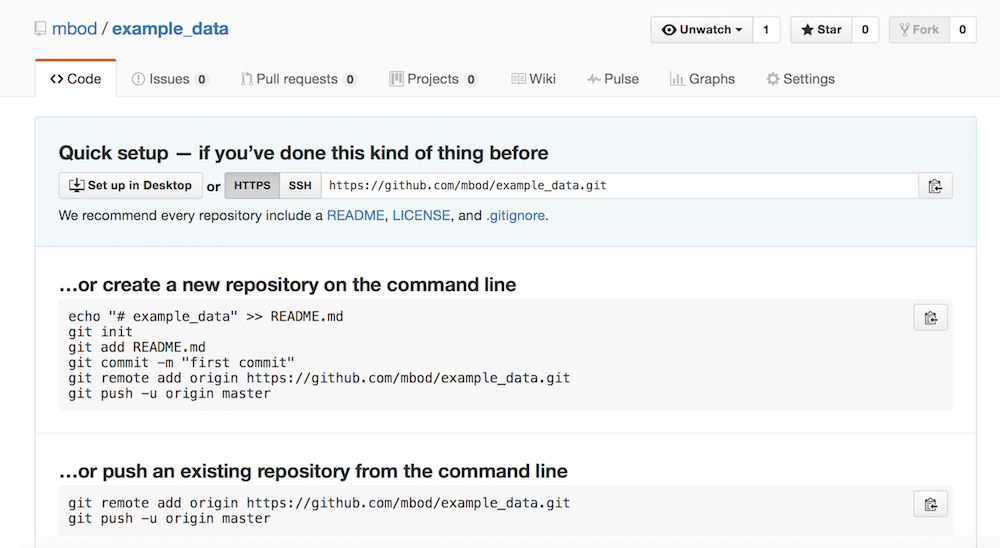 mbod / example_data
Unwatch 1 Star 0 Fork 0
Code Issues 0 Pull requests 0 Projects 0 Wiki Pulse Graphs Settings
Quick setup — if you’ve done this kind of thing before
Set up in Desktop or HTTPS SSH https://github.com/mbod/example_data.git
We recommend every repository include a README, LICENSE, and .gitignore.
…or create a new repository on the command line
echo "# example_data" >> README.md
git init
git add README.md
git commit -m "first commit"
git remote add origin https://github.com/mbod/example_data.git
git push -u origin master
…or push an existing repository from the command line
git remote add origin https://github.com/mbod/example_data.git
git push -u origin master